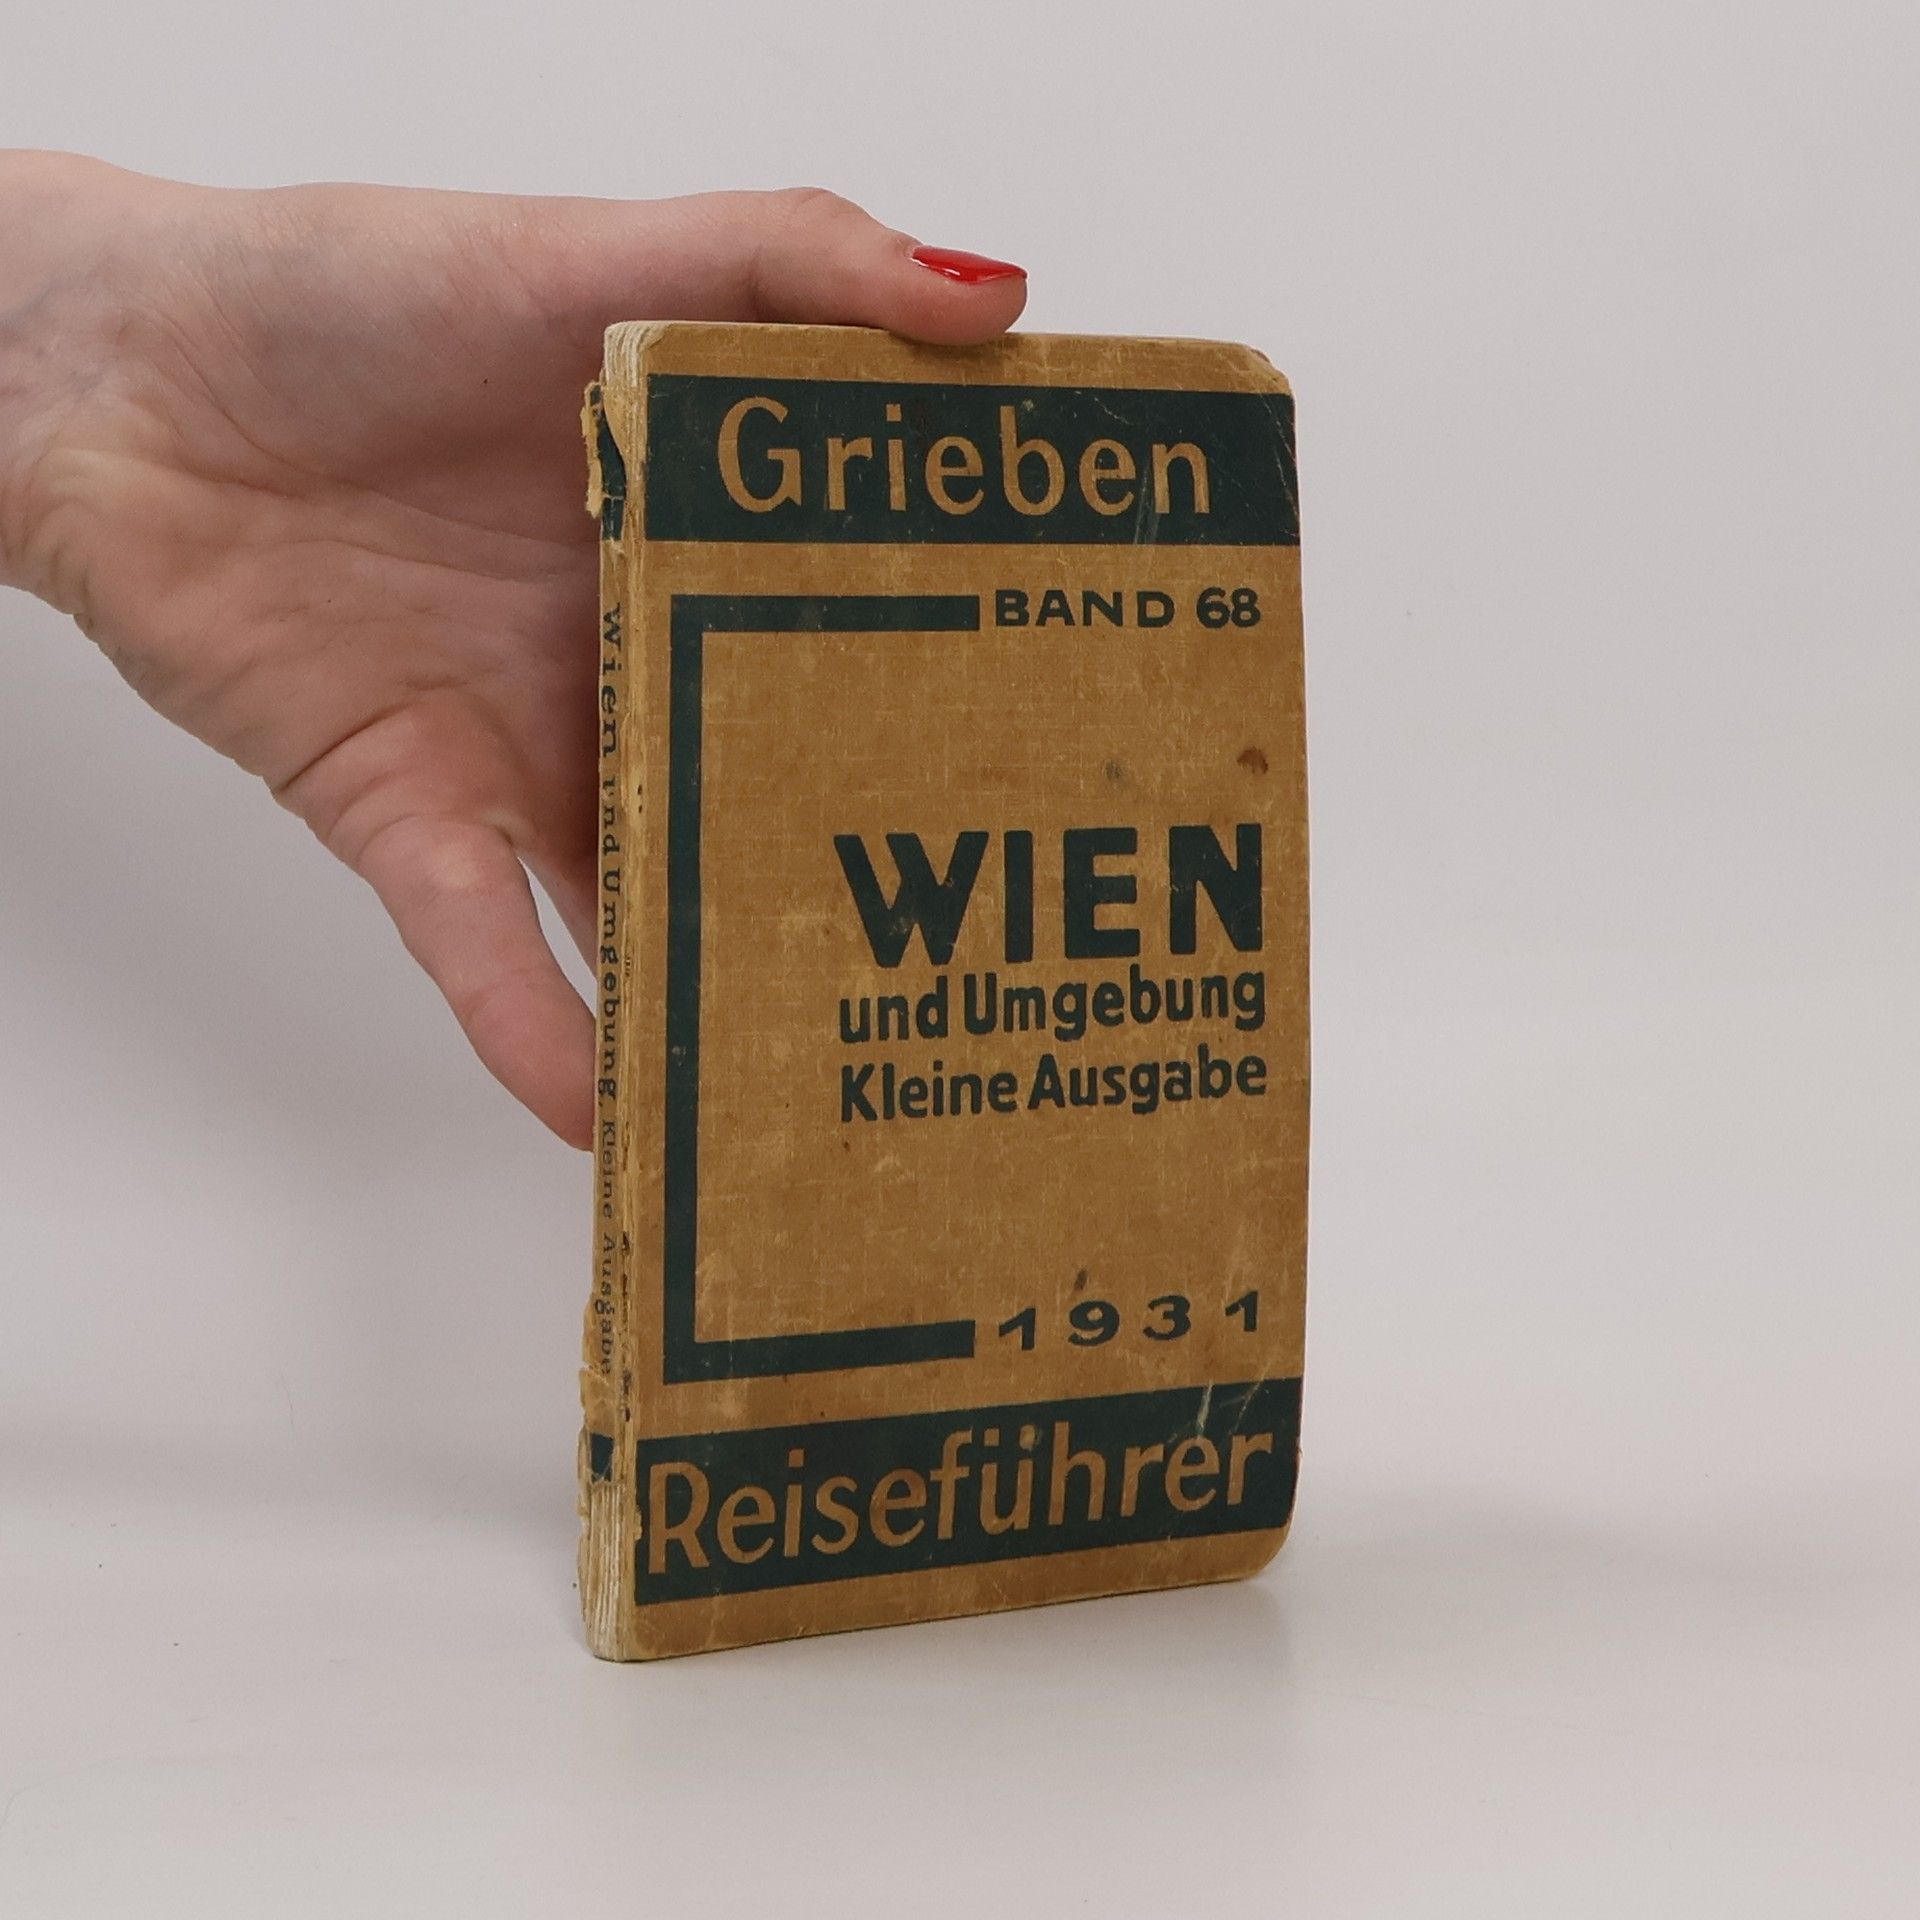 Grieben
BAND 68
WIEN
und Umgebung
Kleine Ausgabe
1931
Reiseführer
Wien und Umgebung, Kleine Ausgabe